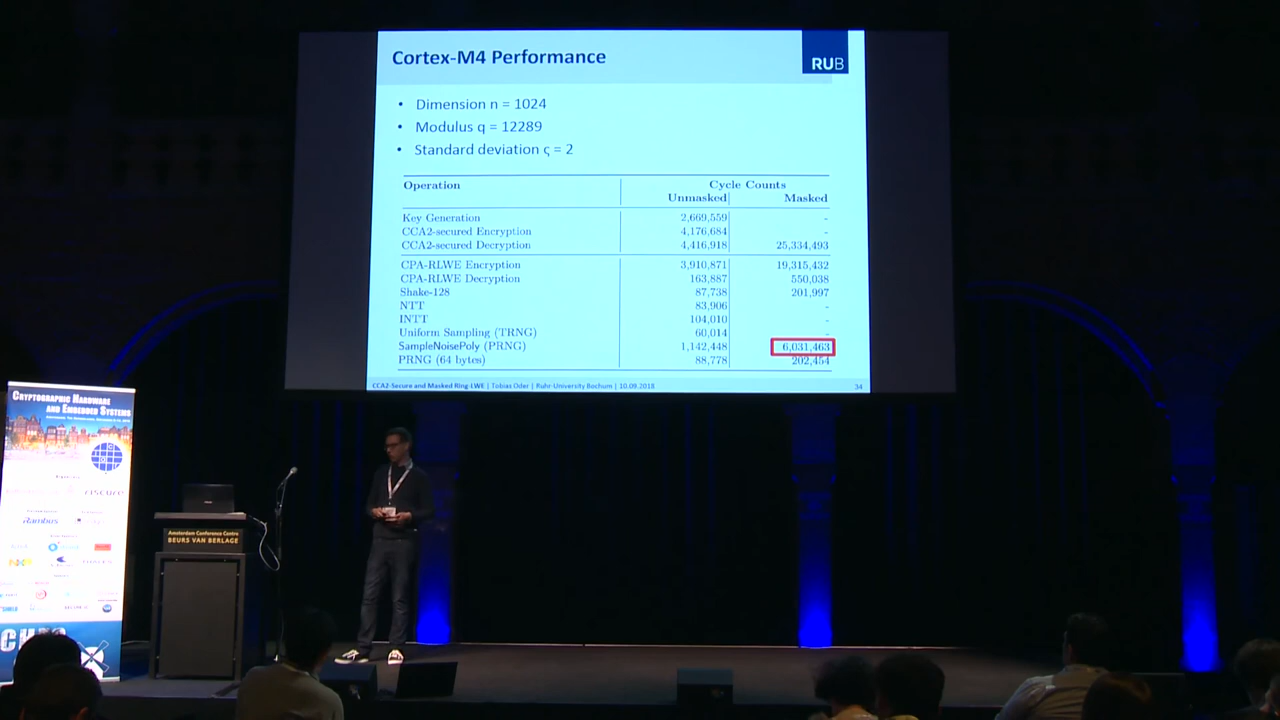 Cortex-M4 Performance
RUB
• Dimension n = 1024
• Modulus q = 12289
• Standard deviation ς = 2
Operation Cycle Counts
Unmasked Masked
Key Generation 2,669,559 -
CCA2-secured Encryption 4,176,684 -
CCA2-secured Decryption 4,416,918 25,334,493
CPA-RLWE Encryption 3,910,871 19,315,432
CPA-RLWE Decryption 163,887 550,038
Shake-128 87,738 201,997
NTT 83,906 -
INTT 104,010 -
Uniform Sampling (TRNG) 60,014 -
SampleNoisePoly (PRNG) 1,142,448 6,031,463
PRNG (64 bytes) 88,778 202,454
CCA2-Secure and Masked Ring-LWE | Tobias Oder | Ruhr-University Bochum | 10.09.2018 34
Cryptographic Hardware
and Embedded Systems
riscure
Rambus
Amsterdam Conference Centre
BEURS VAN BERLAGE